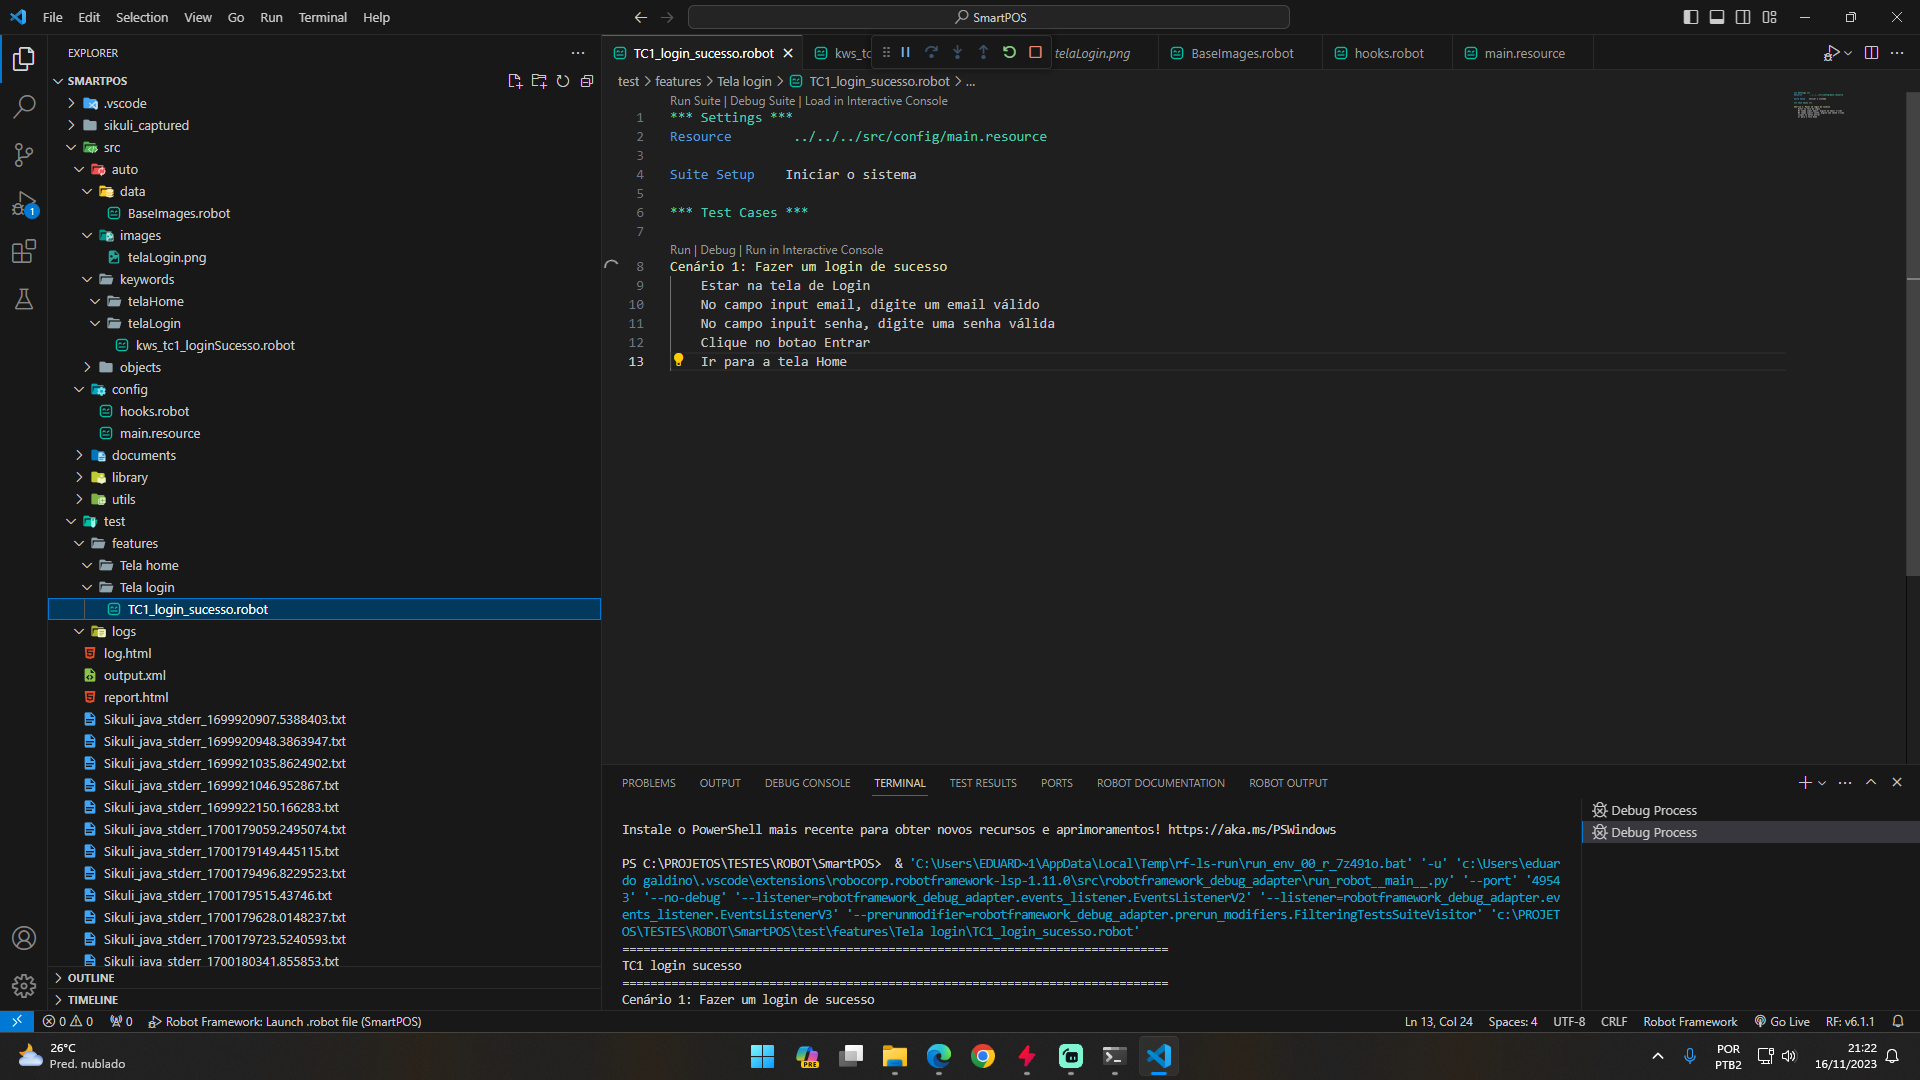 File Edit Selection View Go Run Terminal Help
SmartPOS
EXPLORER
SMARTPOS
.vscode
sikuli_captured
src
auto
data
BaseImages.robot
images
telaLogin.png
keywords
telaHome
telaLogin
kws_tc1_loginSucesso.robot
objects
config
hooks.robot
main.resource
documents
library
utils
test
features
Tela home
Tela login
TC1_login_sucesso.robot
logs
log.html
output.xml
report.html
Sikuli_java_stderr_1699920907.5388403.txt
Sikuli_java_stderr_1699920948.3863947.txt
Sikuli_java_stderr_1699921035.8624902.txt
Sikuli_java_stderr_1699921046.952867.txt
Sikuli_java_stderr_1699922150.166283.txt
Sikuli_java_stderr_1700179059.2495074.txt
Sikuli_java_stderr_1700179149.445115.txt
Sikuli_java_stderr_1700179496.8229523.txt
Sikuli_java_stderr_1700179515.43746.txt
Sikuli_java_stderr_1700179628.0148237.txt
Sikuli_java_stderr_1700179723.5240593.txt
Sikuli_java_stderr_1700180341.855853.txt
OUTLINE
TIMELINE
1
TC1_login_sucesso.robot kws_tc telaLogin.png BaseImages.robot hooks.robot main.resource
test > features > Tela login > TC1_login_sucesso.robot > ...
Run Suite | Debug Suite | Load in Interactive Console
1 *** Settings ***
2 Resource ../../../src/config/main.resource
3
4 Suite Setup Iniciar o sistema
5
6 *** Test Cases ***
7
Run | Debug | Run in Interactive Console
8 Cenário 1: Fazer um login de sucesso
9 Estar na tela de Login
10 No campo input email, digite um email válido
11 No campo inpuit senha, digite uma senha válida
12 Clique no botao Entrar
13 Ir para a tela Home
PROBLEMS OUTPUT DEBUG CONSOLE TERMINAL TEST RESULTS PORTS ROBOT DOCUMENTATION ROBOT OUTPUT
Debug Process
Debug Process
Instale o PowerShell mais recente para obter novos recursos e aprimoramentos! https://aka.ms/PSWindows
PS C:\PROJETOS\TESTES\ROBOT\SmartPOS> & 'C:\Users\EDUARD~1\AppData\Local\Temp\rf-ls-run\run_env_00_r_7z491o.bat' '-u' 'c:\Users\eduar
do galdino\.vscode\extensions\robocorp.robotframework-lsp-1.11.0\src\robotframework_debug_adapter\run_robot__main__.py' '--port' '4954
3' '--no-debug' '--listener=robotframework_debug_adapter.events_listener.EventsListenerV2' '--listener=robotframework_debug_adapter.ev
ents_listener.EventsListenerV3' '--prerunmodifier=robotframework_debug_adapter.prerun_modifiers.FilteringTestsSuiteVisitor' 'c:\PROJET
OS\TESTES\ROBOT\SmartPOS\test\features\Tela login\TC1_login_sucesso.robot'
==============================================================================
TC1 login sucesso
==============================================================================
Cenário 1: Fazer um login de sucesso
0 0 0 Robot Framework: Launch .robot file (SmartPOS) Ln 13, Col 24 Spaces: 4 UTF-8 CRLF Robot Framework Go Live RF: v6.1.1
26°C
Pred. nublado
PRE
POR
PTB2
21:22
16/11/2023